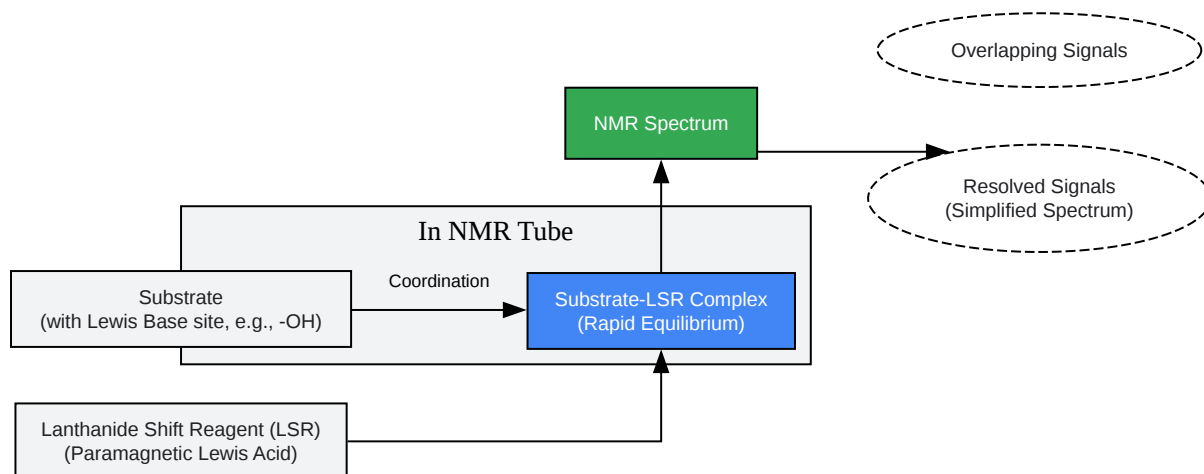 Overlapping Signals
NMR Spectrum
Resolved Signals
(Simplified Spectrum)
In NMR Tube
Coordination
Substrate
(with Lewis Base site, e.g., -OH)
Substrate-LSR Complex
(Rapid Equilibrium)
Lanthanide Shift Reagent (LSR)
(Paramagnetic Lewis Acid)